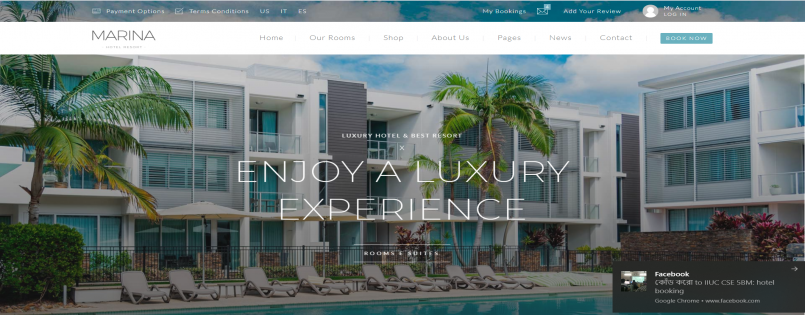 Payment Options Terms Conditions US IT ES My Bookings Add Your Review My Account
LOG IN
MARINA
HOTEL RESORT
Home Our Rooms Shop About Us Pages News Contact BOOK NOW
LUXURY HOTEL & BEST RESORT
ENJOY A LUXURY
EXPERIENCE
ROOMS E SUITES
Facebook
to IIUC CSE SBM: hotel
booking
Google Chrome • www.facebook.com